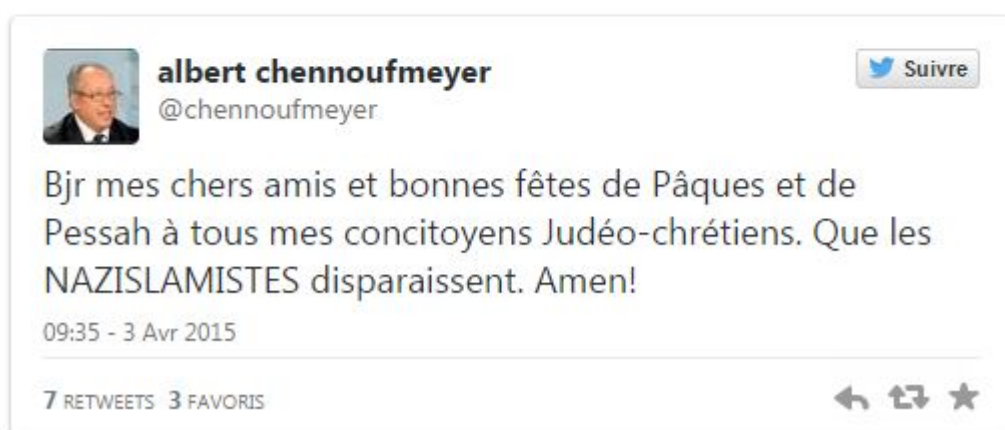 albert chennoufmeyer
Suivre
@chennoufmeyer
Bjr mes chers amis et bonnes fêtes de Pâques et de
Pessah à tous mes concitoyens Judéo-chrétiens. Que les
NAZISLAMISTES disparaissent. Amen!
09:35 - 3 Avr 2015
7 RETWEETS 3 FAVORIS